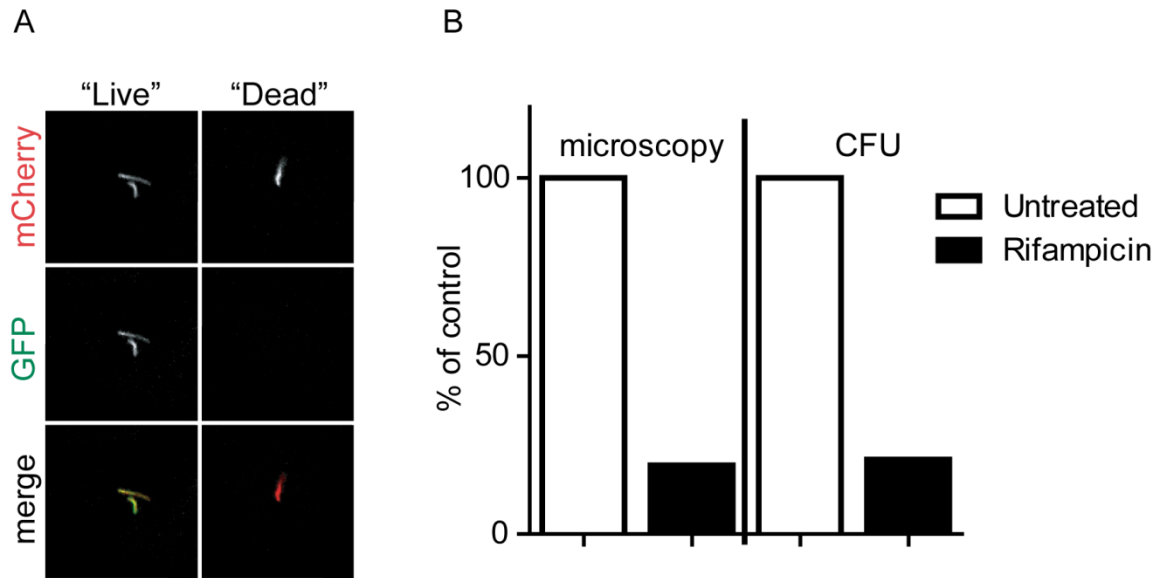 A
"Live" "Dead"
mCherry
GFP
merge
B
microscopy CFU
100
50
0
% of control
Untreated
Rifampicin